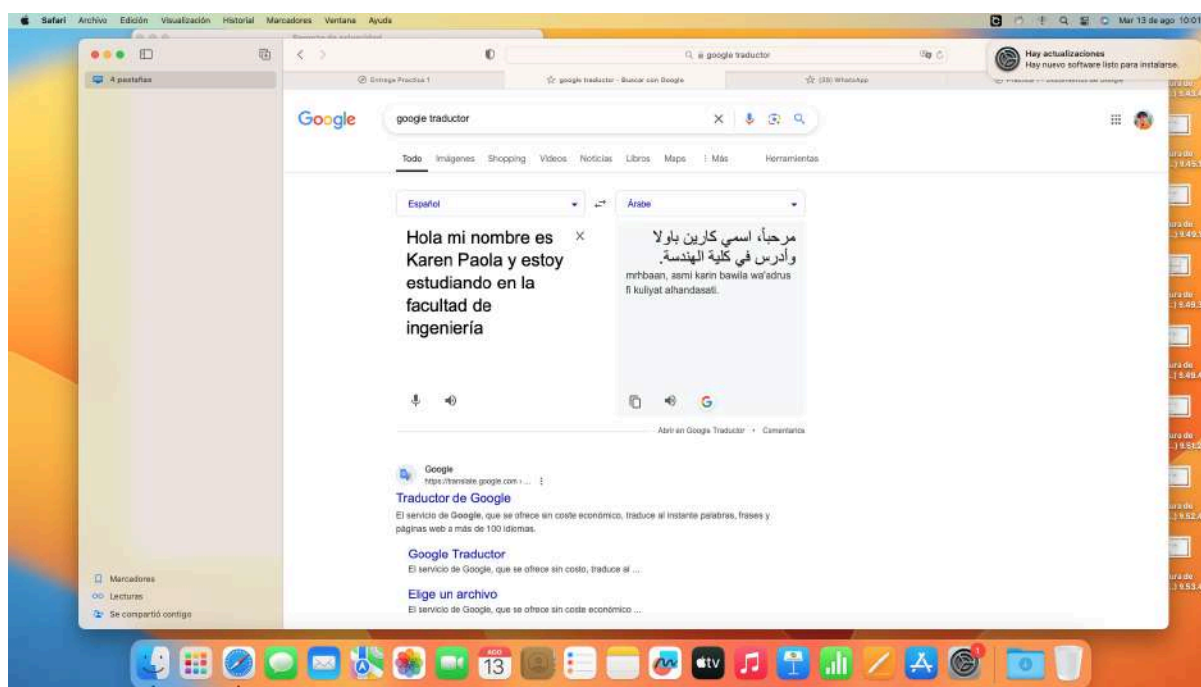 Safari Archivo Edición Visualización Historial Marcadores Ventana Ayuda
Mar 13 de ago 10:01
google traductor
Hay actualizaciones
Hay nuevo software listo para instalarse.
4 pestañas
Entrega Practica 1
google traductor - Buscar con Google
(39) WhatsApp
Google
google traductor
Todo Imágenes Shopping Videos Noticias Libros Maps Más Herramientas
Español
Árabe
Hola mi nombre es
Karen Paola y estoy
estudiando en la
facultad de
ingeniería
مرحباً، اسمي كارين باولا
وأدرس في كلية الهندسة.
mrhbaan, asmi karin bawila wa'adrus
fi kuliyat alhandasati.
Abrir en Google Traductor • Comentarios
Google
https://translate.google.com › ...
Traductor de Google
El servicio de Google, que se ofrece sin coste económico, traduce al instante palabras, frases y
páginas web a más de 100 idiomas.
Google Traductor
El servicio de Google, que se ofrece sin costo, traduce al ...
Elige un archivo
El servicio de Google, que se ofrece sin coste económico ...
Marcadores
Lecturas
Se compartió contigo
AGO
13
tv